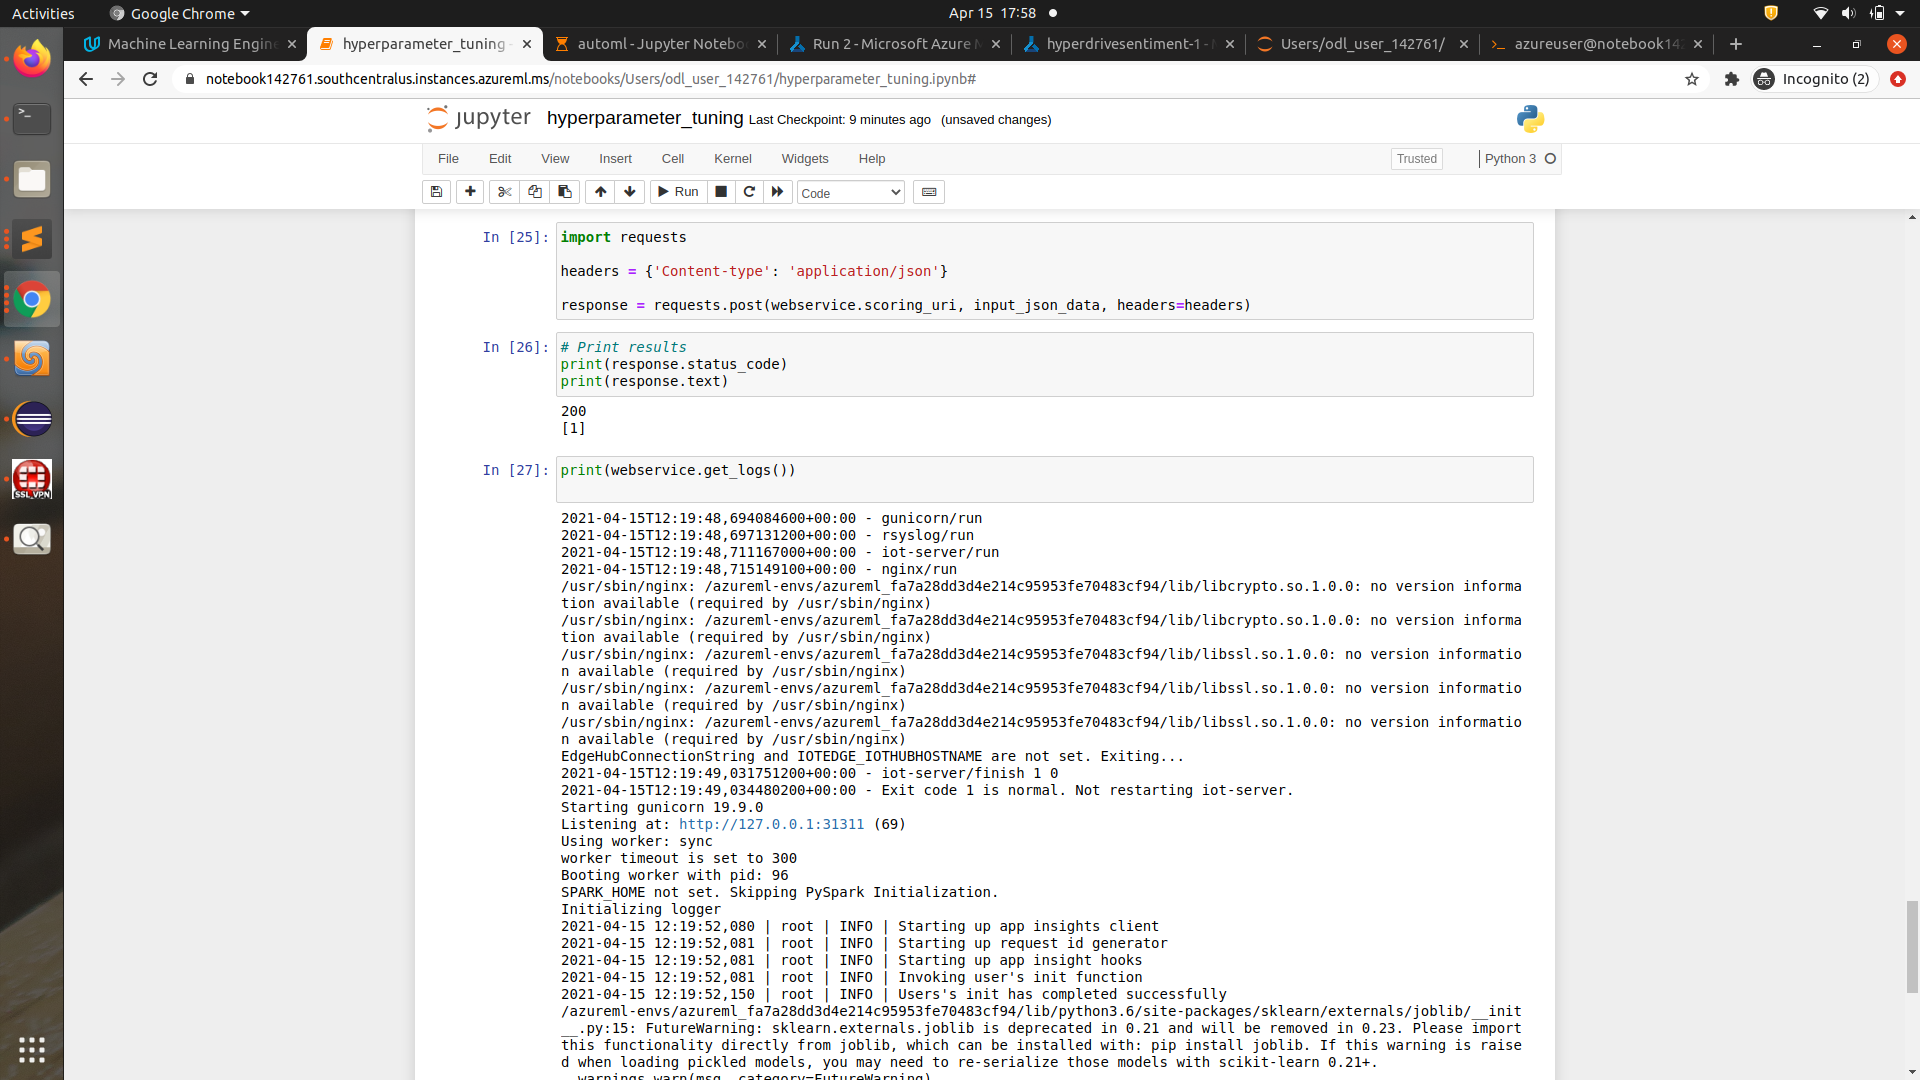 Activities
Google Chrome
Apr 15 17:58
Machine Learning Engine
hyperparameter_tuning -
automl - Jupyter Notebo
Run 2 - Microsoft Azure M
hyperdrivesentiment-1 -
Users/odl_user_142761/
azureuser@notebook142
notebook142761.southcentralus.instances.azureml.ms/notebooks/Users/odl_user_142761/hyperparameter_tuning.ipynb#
Incognito (2)
jupyter
hyperparameter_tuning Last Checkpoint: 9 minutes ago (unsaved changes)
File Edit View Insert Cell Kernel Widgets Help
Trusted
Python 3
Run
Code
In [25]: import requests
headers = {'Content-type': 'application/json'}
response = requests.post(webservice.scoring_uri, input_json_data, headers=headers)
In [26]: # Print results
print(response.status_code)
print(response.text)
200
[1]
In [27]: print(webservice.get_logs())
2021-04-15T12:19:48,694084600+00:00 - gunicorn/run
2021-04-15T12:19:48,697131200+00:00 - rsyslog/run
2021-04-15T12:19:48,711167000+00:00 - iot-server/run
2021-04-15T12:19:48,715149100+00:00 - nginx/run
/usr/sbin/nginx: /azureml-envs/azureml_fa7a28dd3d4e214c95953fe70483cf94/lib/libcrypto.so.1.0.0: no version informa
tion available (required by /usr/sbin/nginx)
/usr/sbin/nginx: /azureml-envs/azureml_fa7a28dd3d4e214c95953fe70483cf94/lib/libcrypto.so.1.0.0: no version informa
tion available (required by /usr/sbin/nginx)
/usr/sbin/nginx: /azureml-envs/azureml_fa7a28dd3d4e214c95953fe70483cf94/lib/libssl.so.1.0.0: no version informatio
n available (required by /usr/sbin/nginx)
/usr/sbin/nginx: /azureml-envs/azureml_fa7a28dd3d4e214c95953fe70483cf94/lib/libssl.so.1.0.0: no version informatio
n available (required by /usr/sbin/nginx)
/usr/sbin/nginx: /azureml-envs/azureml_fa7a28dd3d4e214c95953fe70483cf94/lib/libssl.so.1.0.0: no version informatio
n available (required by /usr/sbin/nginx)
EdgeHubConnectionString and IOTEDGE_IOTHUBHOSTNAME are not set. Exiting...
2021-04-15T12:19:49,031751200+00:00 - iot-server/finish 1 0
2021-04-15T12:19:49,034480200+00:00 - Exit code 1 is normal. Not restarting iot-server.
Starting gunicorn 19.9.0
Listening at: http://127.0.0.1:31311 (69)
Using worker: sync
worker timeout is set to 300
Booting worker with pid: 96
SPARK_HOME not set. Skipping PySpark Initialization.
Initializing logger
2021-04-15 12:19:52,080 | root | INFO | Starting up app insights client
2021-04-15 12:19:52,081 | root | INFO | Starting up request id generator
2021-04-15 12:19:52,081 | root | INFO | Starting up app insight hooks
2021-04-15 12:19:52,081 | root | INFO | Invoking user's init function
2021-04-15 12:19:52,150 | root | INFO | Users's init has completed successfully
/azureml-envs/azureml_fa7a28dd3d4e214c95953fe70483cf94/lib/python3.6/site-packages/sklearn/externals/joblib/__init
__.py:15: FutureWarning: sklearn.externals.joblib is deprecated in 0.21 and will be removed in 0.23. Please import
this functionality directly from joblib, which can be installed with: pip install joblib. If this warning is raise
d when loading pickled models, you may need to re-serialize those models with scikit-learn 0.21+.
warnings.warn(msg, category=FutureWarning)
SSL VPN